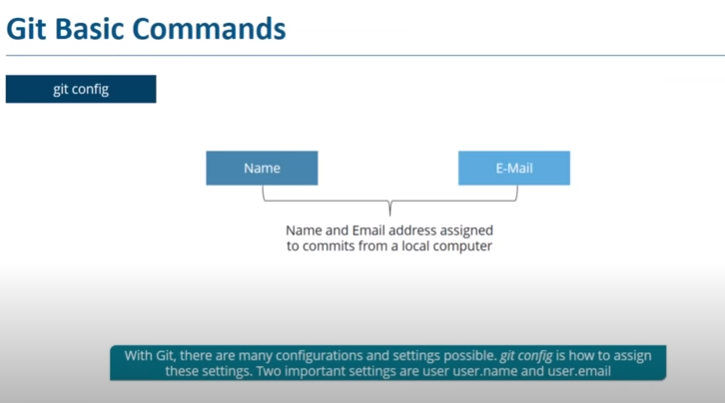 Git Basic Commands
git config
Name
E-Mail
Name and Email address assigned
to commits from a local computer
With Git, there are many configurations and settings possible. git config is how to assign
these settings. Two important settings are user user.name and user.email